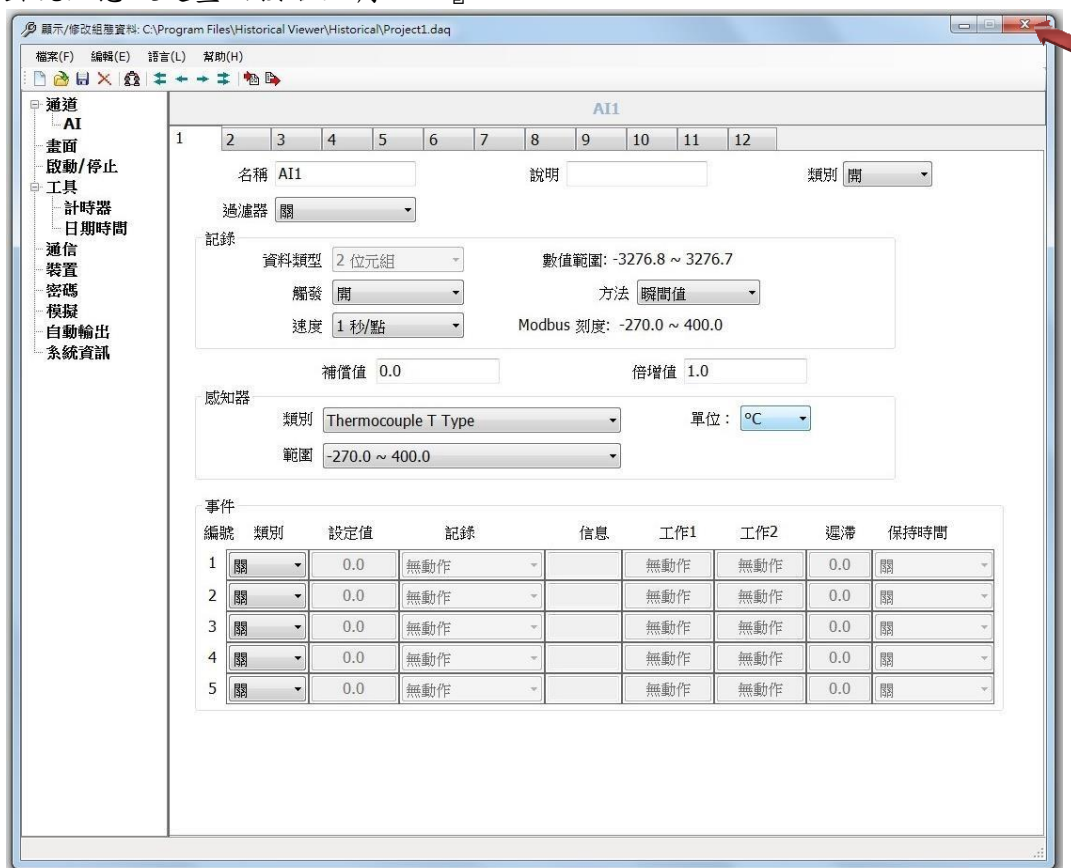 顯示/修改組態資料: C:\Program Files\Historical Viewer\Historical\Project1.daq
檔案(F) 編輯(E) 語言(L) 幫助(H)
通道
AI
畫面
啟動/停止
工具
計時器
日期時間
通信
裝置
密碼
模擬
自動輸出
系統資訊
AI1
1 2 3 4 5 6 7 8 9 10 11 12
名稱 AI1 說明 類別 開
過濾器 關
記錄
資料類型 2 位元組 數值範圍: -3276.8 ~ 3276.7
觸發 開 方法 瞬間值
速度 1 秒/點 Modbus 刻度: -270.0 ~ 400.0
補償值 0.0 倍增值 1.0
感知器
類別 Thermocouple T Type 單位： °C
範圍 -270.0 ~ 400.0
事件
編號 類別 設定值 記錄 信息 工作1 工作2 遲滯 保持時間
1 關 0.0 無動作 無動作 無動作 0.0 關
2 關 0.0 無動作 無動作 無動作 0.0 關
3 關 0.0 無動作 無動作 無動作 0.0 關
4 關 0.0 無動作 無動作 無動作 0.0 關
5 關 0.0 無動作 無動作 無動作 0.0 關